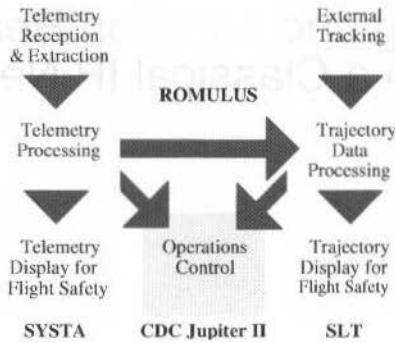 Telemetry
Reception
& Extraction
External
Tracking
ROMULUS
Telemetry
Processing
Trajectory
Data
Processing
Telemetry
Display for
Flight Safety
Operations
Control
Trajectory
Display for
Flight Safety
SYSTA
CDC Jupiter II
SLT